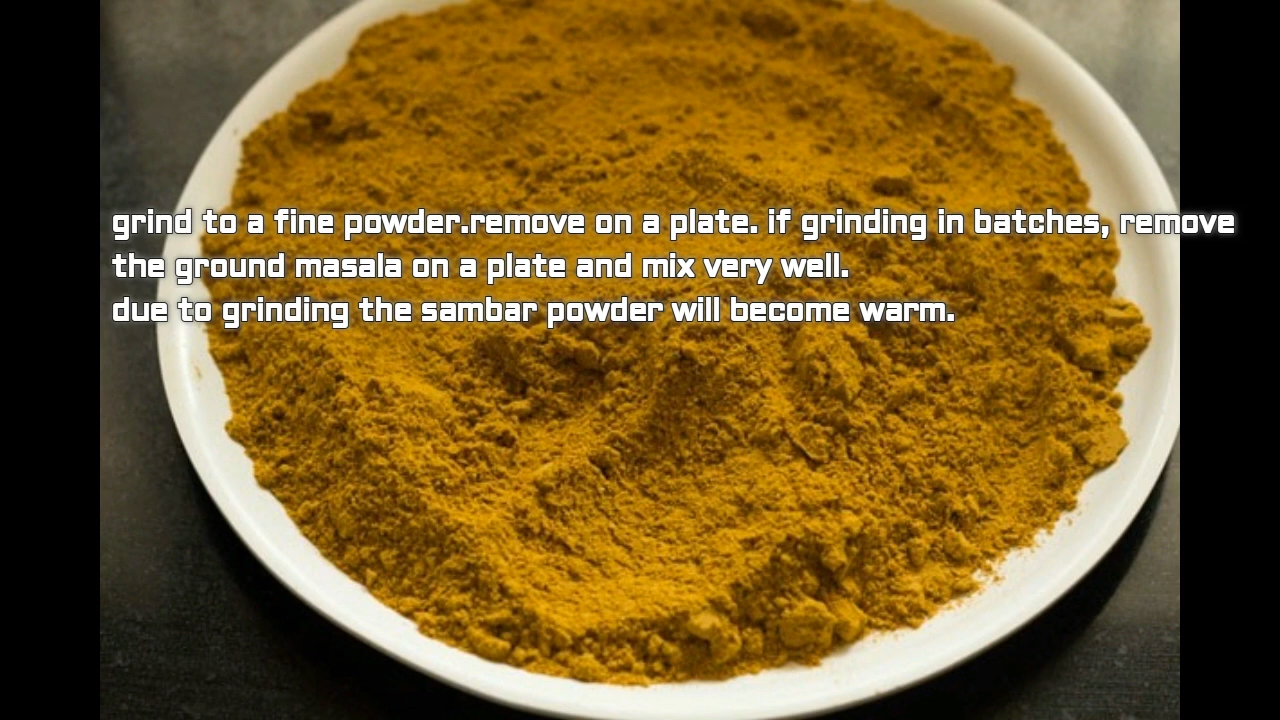 grind to a fine powder.remove on a plate. if grinding in batches, remove
the ground masala on a plate and mix very well.
due to grinding the sambar powder will become warm.